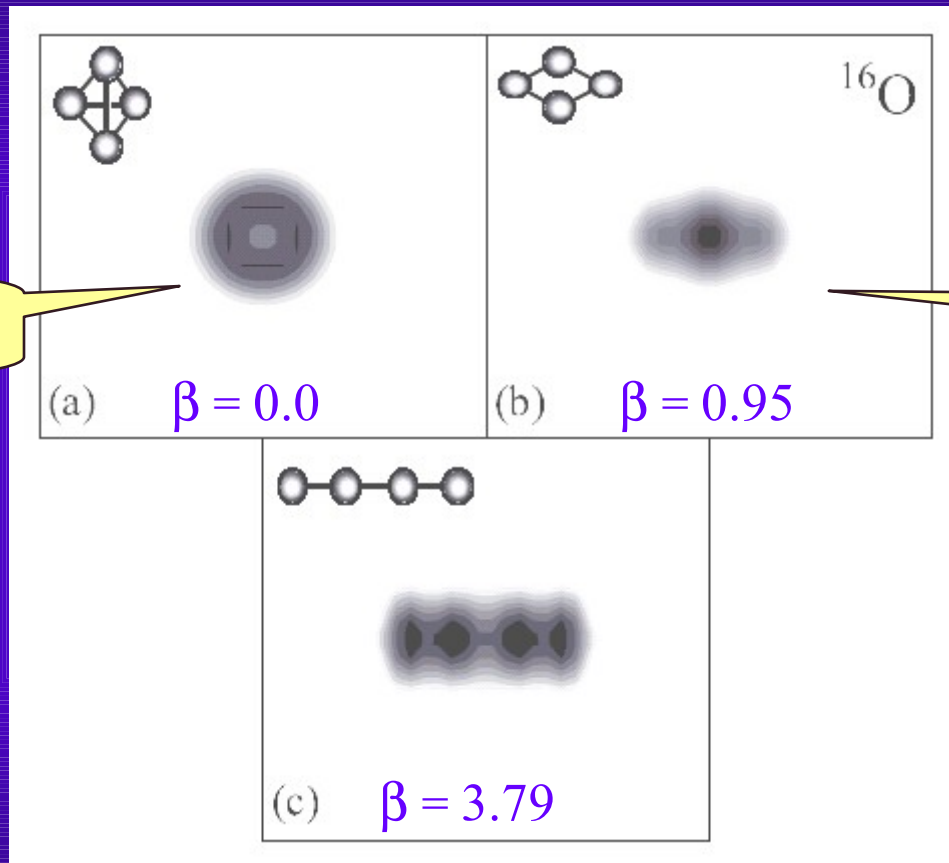 ¹⁶O
(a) β = 0.0
(b) β = 0.95
(c) β = 3.79